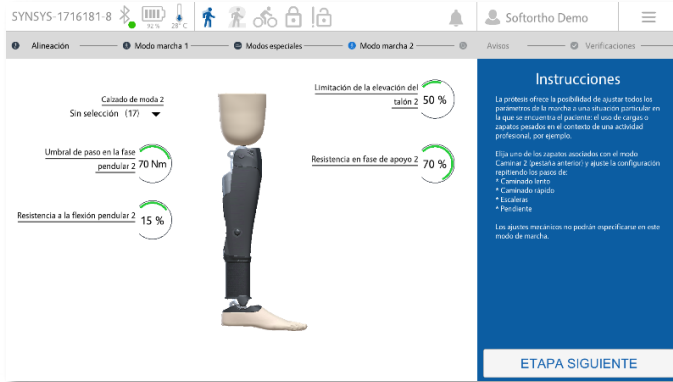 SYNSYS-1716181-8
92 %
28° C
Softortho Demo
Alineación
Modo marcha 1
Modos especiales
Modo marcha 2
Avisos
Verificaciones
Calzado de moda 2
Sin selección (17)
Umbral de paso en la fase
pendular 2
70 Nm
Resistencia a la flexión pendular 2
15 %
Limitación de la elevación del
talón 2
50 %
Resistencia en fase de apoyo 2
70 %
Instrucciones
La prótesis ofrece la posibilidad de ajustar todos los
parámetros de la marcha a una situación particular en
la que se encuentra el paciente: el uso de cargas o
zapatos pesados en el contexto de una actividad
profesional, por ejemplo.
Elija uno de los zapatos asociados con el modo
Caminar 2 (pestaña anterior) y ajuste la configuración
repitiendo los pasos de:
* Caminado lento
* Caminado rápido
* Escaleras
* Pendiente
Los ajustes mecánicos no podrán especificarse en este
modo de marcha.
ETAPA SIGUIENTE